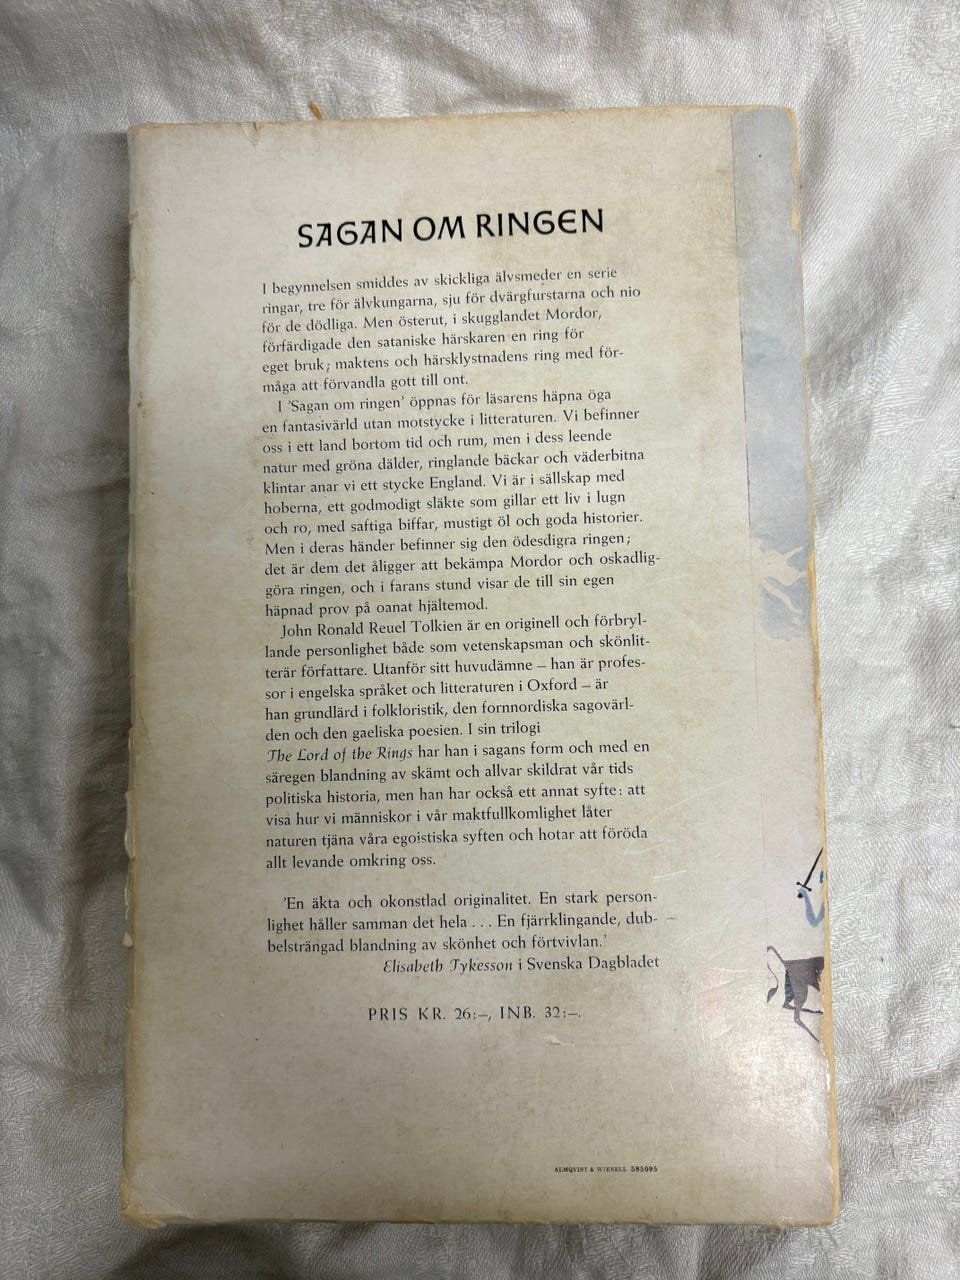 SAGAN OM RINGEN
I begynnelsen smiddes av skickliga älvsmeder en serie
ringar, tre för älvkungarna, sju för dvärgfurstarna och nio
för de dödliga. Men österut, i skugglandet Mordor,
förfärdigade den sataniske härskaren en ring för
eget bruk; maktens och härsklystnadens ring med för-
måga att förvandla gott till ont.
I 'Sagan om ringen' öppnas för läsarens häpna öga
en fantasivärld utan motstycke i litteraturen. Vi befinner
oss i ett land bortom tid och rum, men i dess leende
natur med gröna dälder, ringlande bäckar och väderbitna
klintar anar vi ett stycke England. Vi är i sällskap med
hoberna, ett godmodigt släkte som gillar ett liv i lugn
och ro, med saftiga biffar, mustigt öl och goda historier.
Men i deras händer befinner sig den ödesdigra ringen;
det är dem det åligger att bekämpa Mordor och oskadlig-
göra ringen, och i farans stund visar de till sin egen
häpnad prov på oanat hjältemod.
John Ronald Reuel Tolkien är en originell och förbryl-
lande personlighet både som vetenskapsman och skönlit-
terär författare. Utanför sitt huvudämne – han är profes-
sor i engelska språket och litteraturen i Oxford – är
han grundlärd i folkloristik, den fornnordiska sagovärl-
den och den gaeliska poesien. I sin trilogi
The Lord of the Rings har han i sagans form och med en
säregen blandning av skämt och allvar skildrat vår tids
politiska historia, men han har också ett annat syfte: att
visa hur vi människor i vår maktfullkomlighet låter
naturen tjäna våra egoistiska syften och hotar att föröda
allt levande omkring oss.
'En äkta och okonstlad originalitet. En stark person-
lighet håller samman det hela . . . En fjärrklingande, dub-
belsträngad blandning av skönhet och förtvivlan.'
Elisabeth Tykesson i Svenska Dagbladet
PRIS KR. 26:–, INB. 32:–.
ALMQVIST & WIKSELL 585095